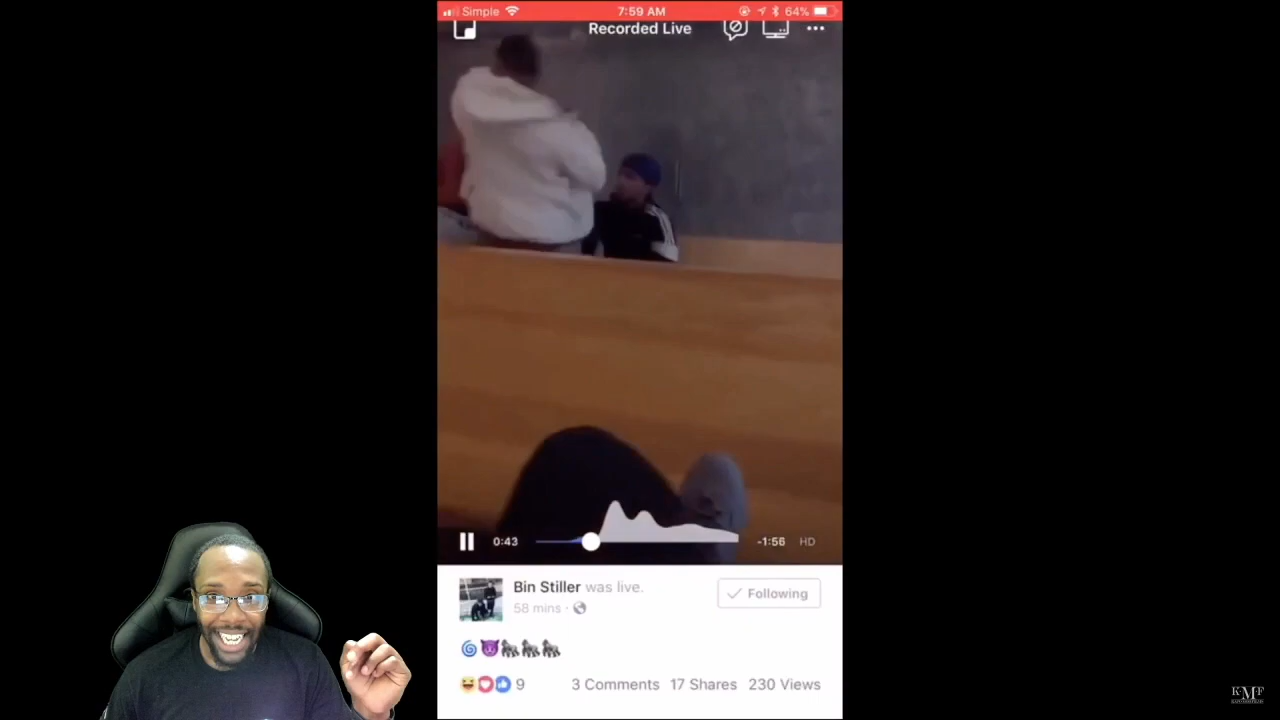 Simple 7:59 AM 64%
Recorded Live
0:43 -1:56 HD
Bin Stiller was live.
58 mins · Following
3 Comments 17 Shares 230 Views
9
K M F